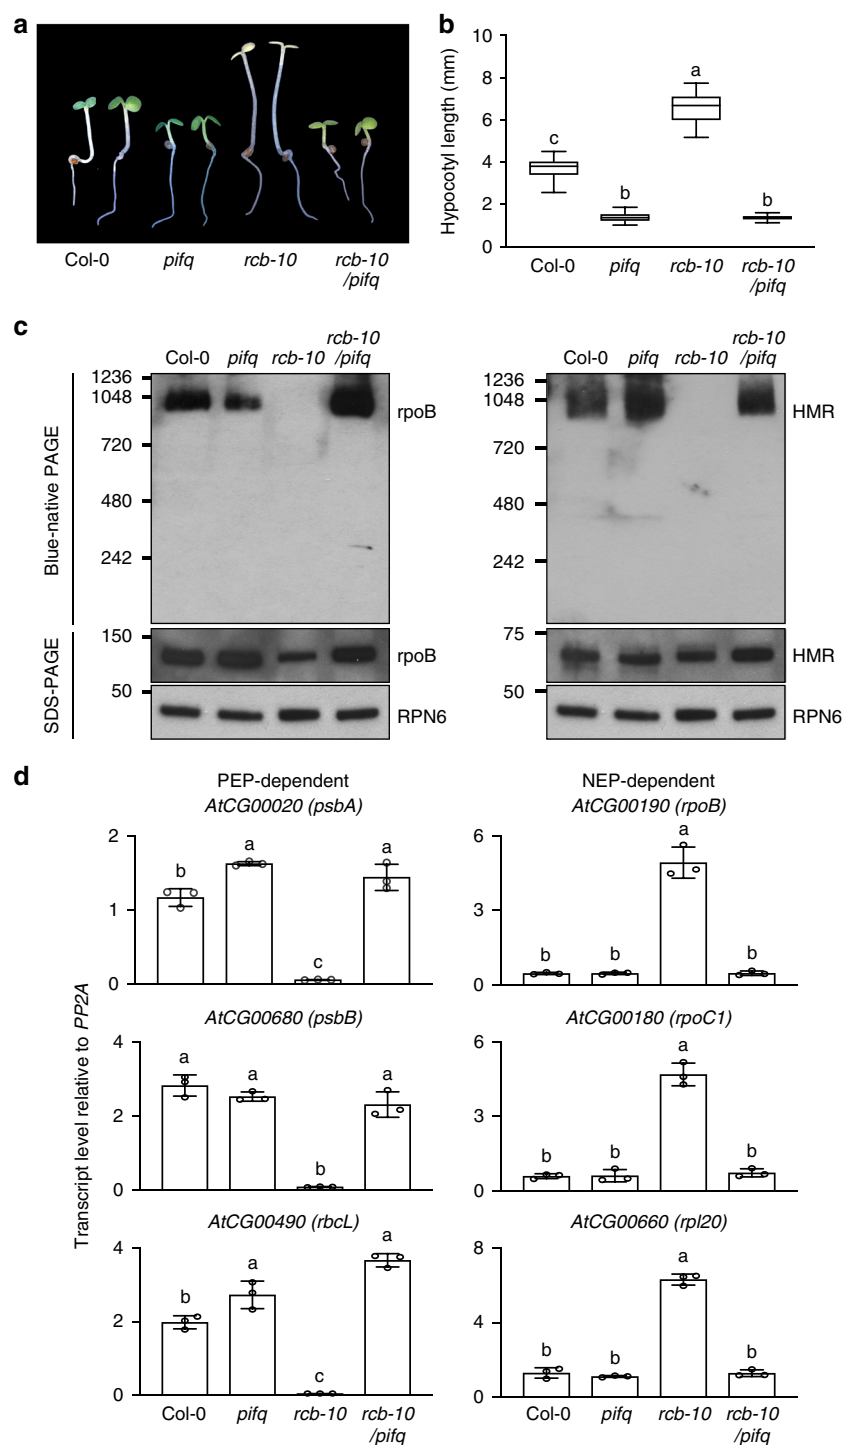 a
Col-0 pifq rcb-10 rcb-10 /pifq
b
Hypocotyl length (mm)
10
8
6
4
2
0
c
b
a
b
Col-0 pifq rcb-10 rcb-10 /pifq
c
Blue-native PAGE
SDS-PAGE
Col-0 pifq rcb-10 rcb-10 /pifq
1236
1048
720
480
242
rpoB
150
rpoB
50
RPN6
Col-0 pifq rcb-10 rcb-10 /pifq
1236
1048
720
480
242
HMR
75
HMR
50
RPN6
d
Transcript level relative to PP2A
PEP-dependent
AtCG00020 (psbA)
2
1
0
b a c a
NEP-dependent
AtCG00190 (rpoB)
6
3
0
b b a b
AtCG00680 (psbB)
4
2
0
a a b a
AtCG00180 (rpoC1)
6
3
0
b b a b
AtCG00490 (rbcL)
4
2
0
b a c a
Col-0 pifq rcb-10 rcb-10 /pifq
AtCG00660 (rpl20)
8
4
0
b b a b
Col-0 pifq rcb-10 rcb-10 /pifq